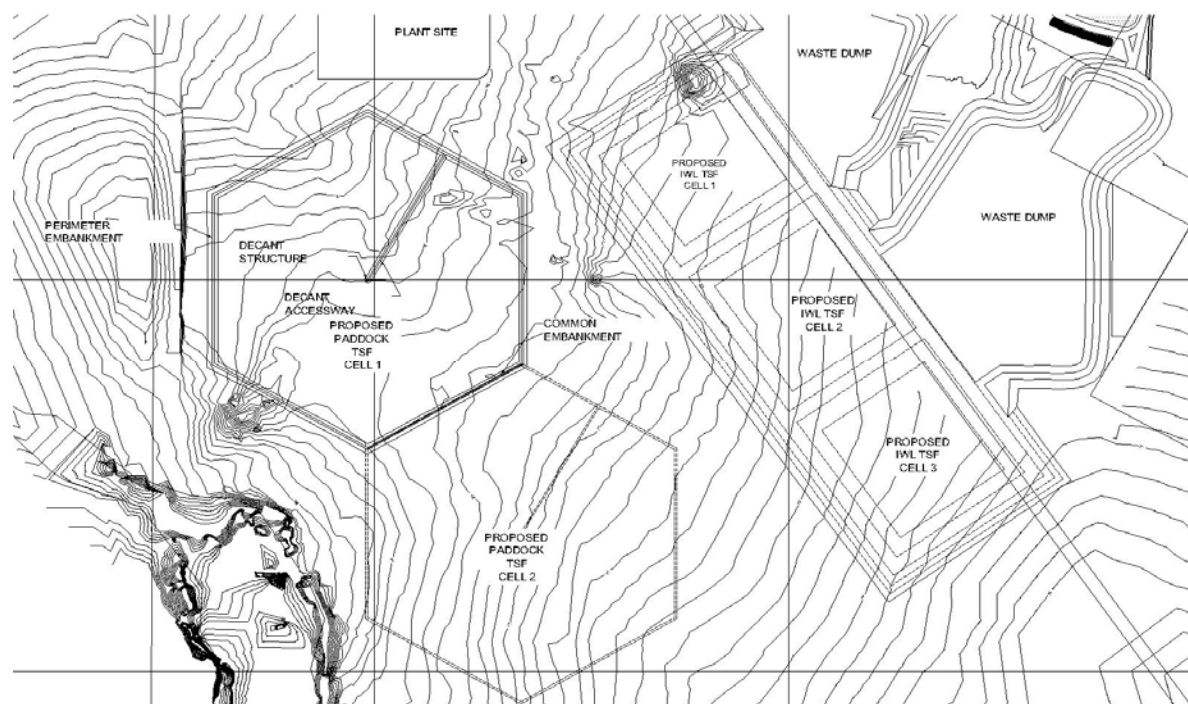 PLANT SITE
WASTE DUMP
PROPOSED
IWL TSF
CELL 1
PERIMETER
EMBANKMENT
WASTE DUMP
DECANT
STRUCTURE
DECANT
ACCESSWAY
PROPOSED
PADDOCK
TSF
CELL 1
COMMON
EMBANKMENT
PROPOSED
IWL TSF
CELL 2
PROPOSED
IWL TSF
CELL 3
PROPOSED
PADDOCK
TSF
CELL 2